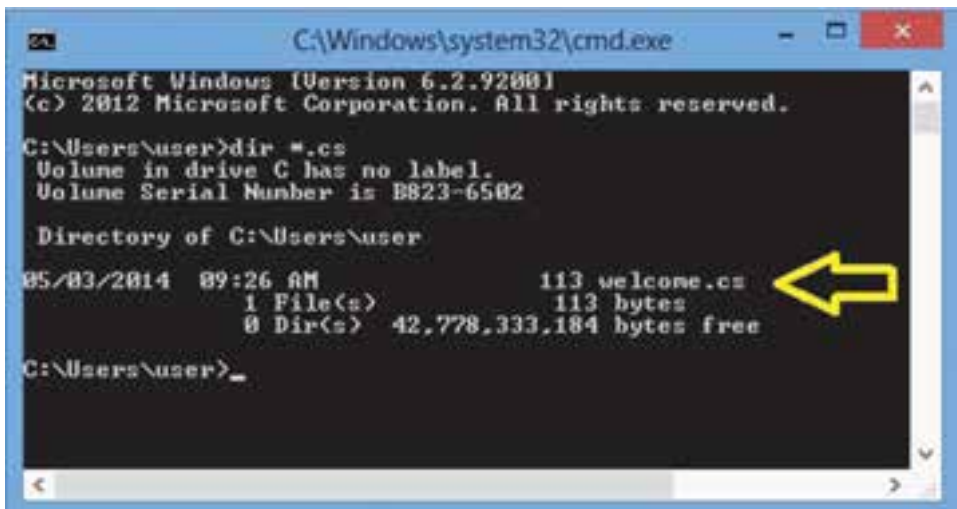 C:\Windows\system32\cmd.exe
Microsoft Windows [Version 6.2.9200]
(c) 2012 Microsoft Corporation. All rights reserved.
C:\Users\user>dir *.cs
Volume in drive C has no label.
Volume Serial Number is B823-6502
Directory of C:\Users\user
05/03/2014 09:26 AM 113 welcome.cs
1 File(s) 113 bytes
0 Dir(s) 42,778,333,184 bytes free
C:\Users\user>_